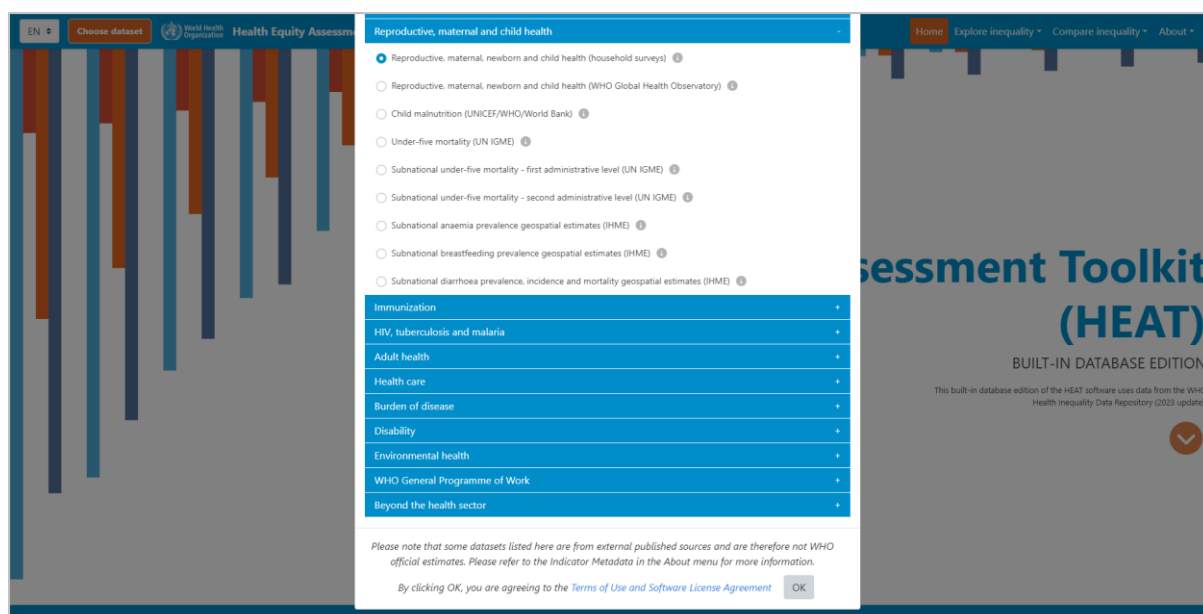 EN
Choose dataset
World Health
Organization
Health Equity Assessm
Home
Explore inequality
Compare inequality
About
Reproductive, maternal and child health
-
Reproductive, maternal, newborn and child health (household surveys)
Reproductive, maternal, newborn and child health (WHO Global Health Observatory)
Child malnutrition (UNICEF/WHO/World Bank)
Under-five mortality (UN IGME)
Subnational under-five mortality - first administrative level (UN IGME)
Subnational under-five mortality - second administrative level (UN IGME)
Subnational anaemia prevalence geospatial estimates (IHME)
Subnational breastfeeding prevalence geospatial estimates (IHME)
Subnational diarrhoea prevalence, incidence and mortality geospatial estimates (IHME)
Immunization +
HIV, tuberculosis and malaria +
Adult health +
Health care +
Burden of disease +
Disability +
Environmental health +
WHO General Programme of Work +
Beyond the health sector +
Please note that some datasets listed here are from external published sources and are therefore not WHO
official estimates. Please refer to the Indicator Metadata in the About menu for more information.
By clicking OK, you are agreeing to the Terms of Use and Software License Agreement OK
sessment Toolkit
(HEAT)
BUILT-IN DATABASE EDITION
This built-in database edition of the HEAT software uses data from the WHO
Health Inequality Data Repository (2023 update